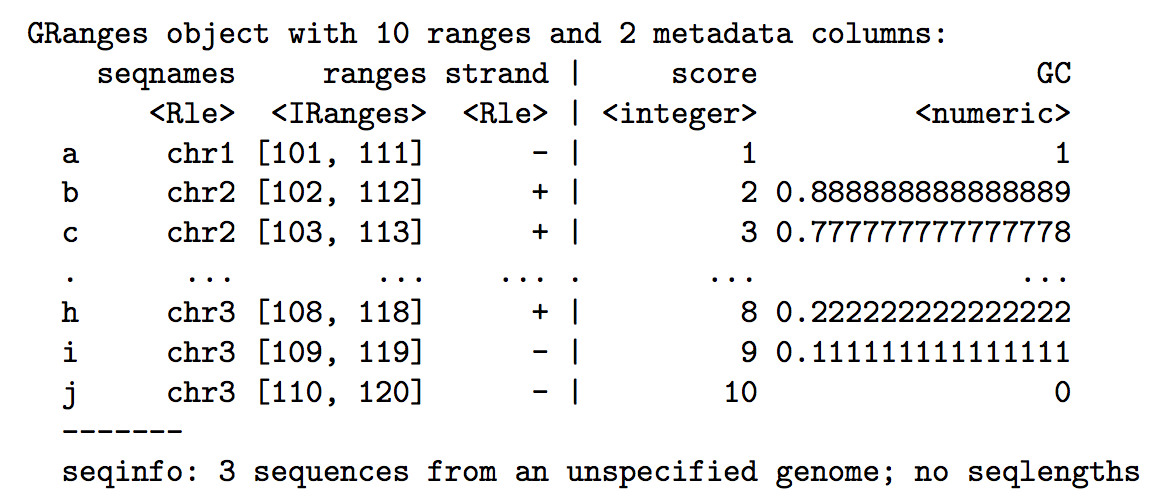 GRanges object with 10 ranges and 2 metadata columns:
seqnames ranges strand | score GC
<Rle> <IRanges> <Rle> | <integer> <numeric>
a chr1 [101, 111] - | 1 1
b chr2 [102, 112] + | 2 0.888888888888889
c chr2 [103, 113] + | 3 0.777777777777778
. ... ... ... . ... ...
h chr3 [108, 118] + | 8 0.222222222222222
i chr3 [109, 119] - | 9 0.111111111111111
j chr3 [110, 120] - | 10 0
-------
seqinfo: 3 sequences from an unspecified genome; no seqlengths